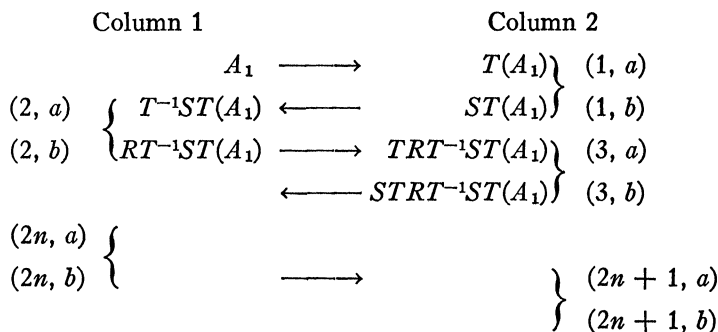 Column 1 Column 2
A₁ ⟶ T(A₁) } (1, a)
(2, a) { T⁻¹ST(A₁) ⟵ ST(A₁) } (1, b)
(2, b) { RT⁻¹ST(A₁) ⟶ TRT⁻¹ST(A₁) } (3, a)
⟵ STRT⁻¹ST(A₁) } (3, b)
(2n, a) {
(2n, b) { ⟶ } (2n + 1, a)
(2n + 1, b)